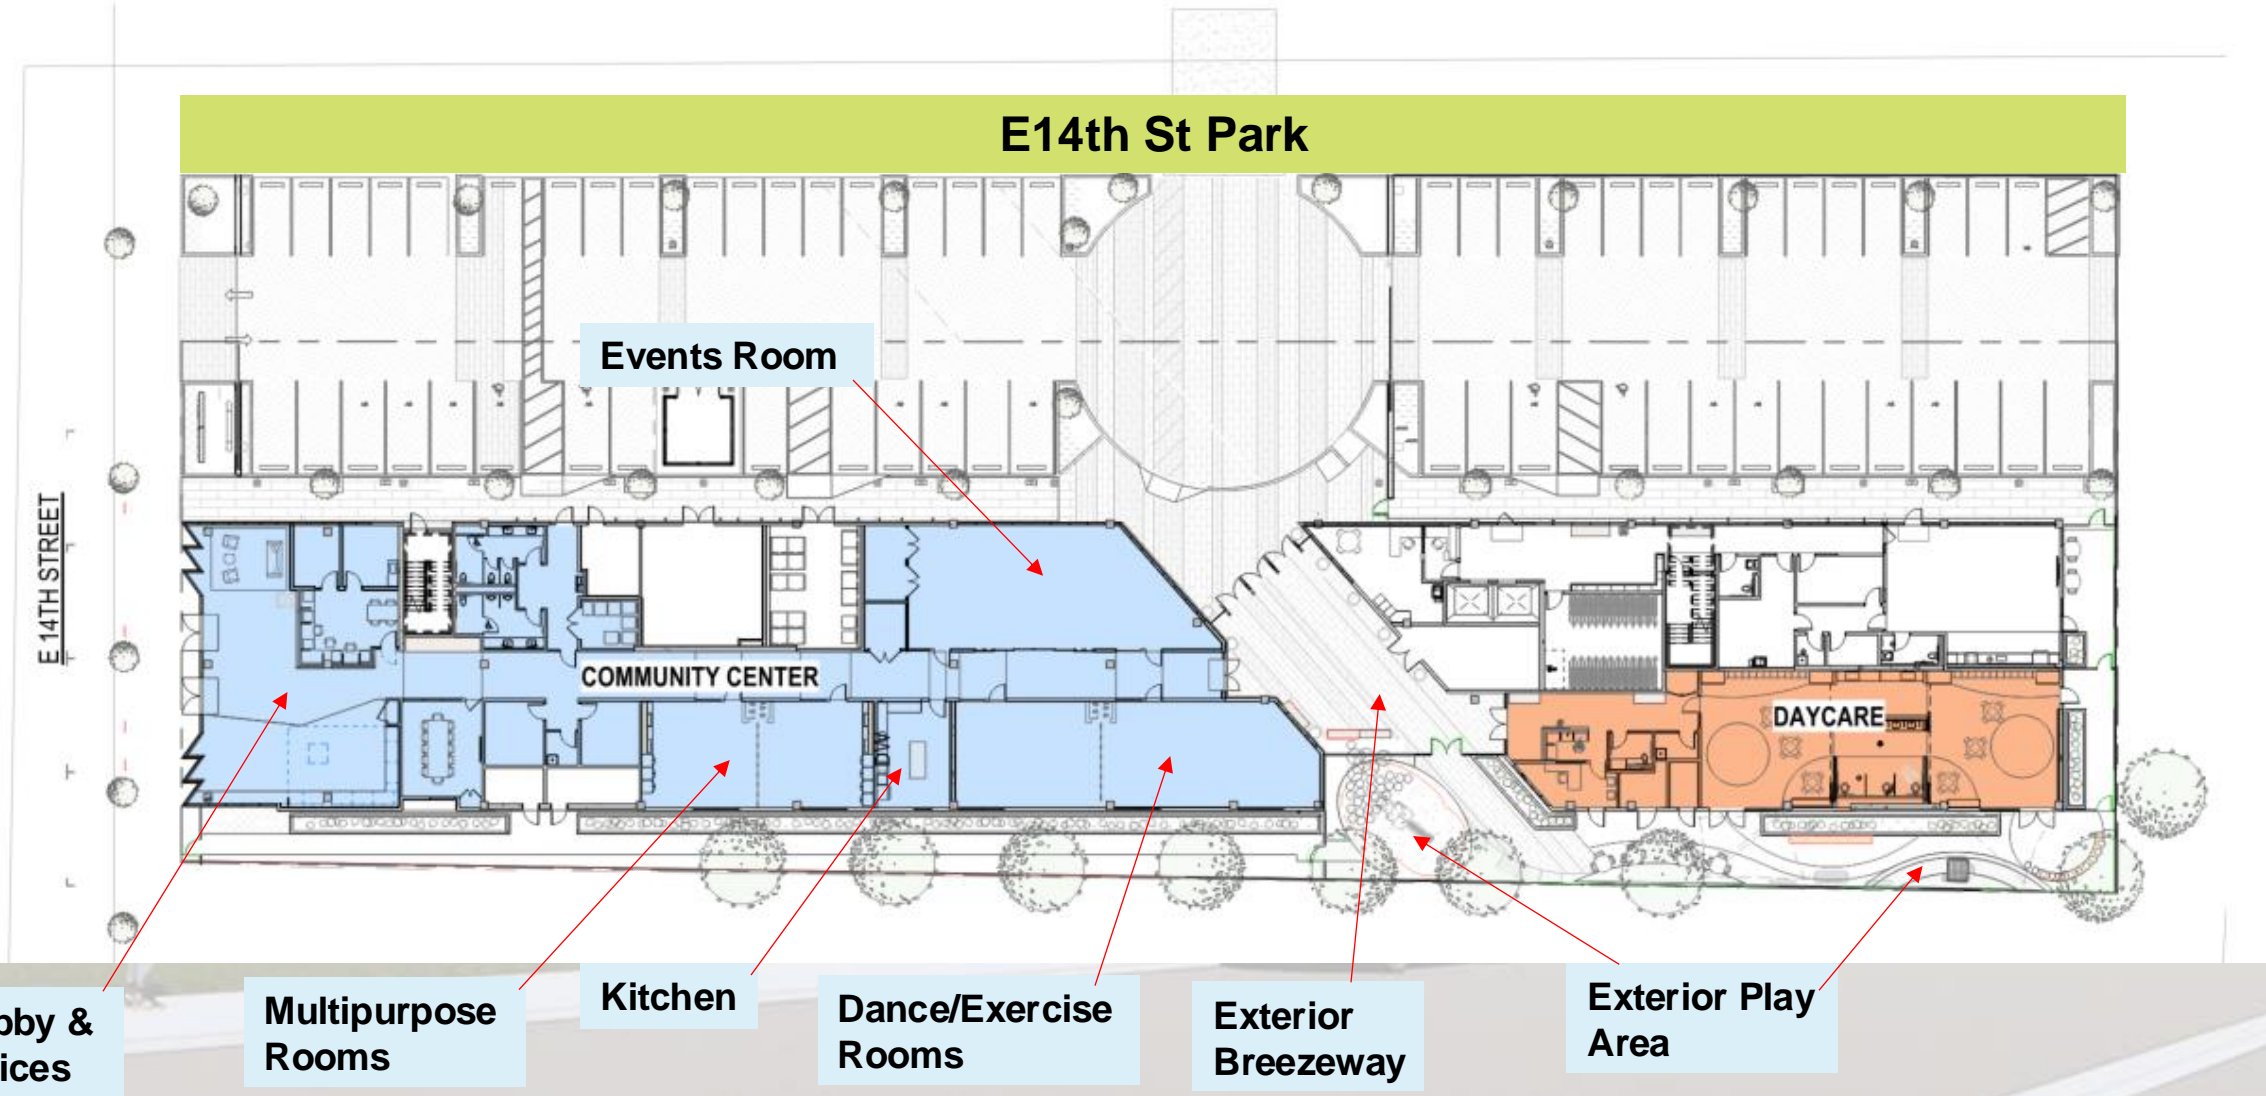 E14th St Park
Events Room
E 14TH STREET
COMMUNITY CENTER
DAYCARE
bby &
ices
Multipurpose
Rooms
Kitchen
Dance/Exercise
Rooms
Exterior
Breezeway
Exterior Play
Area